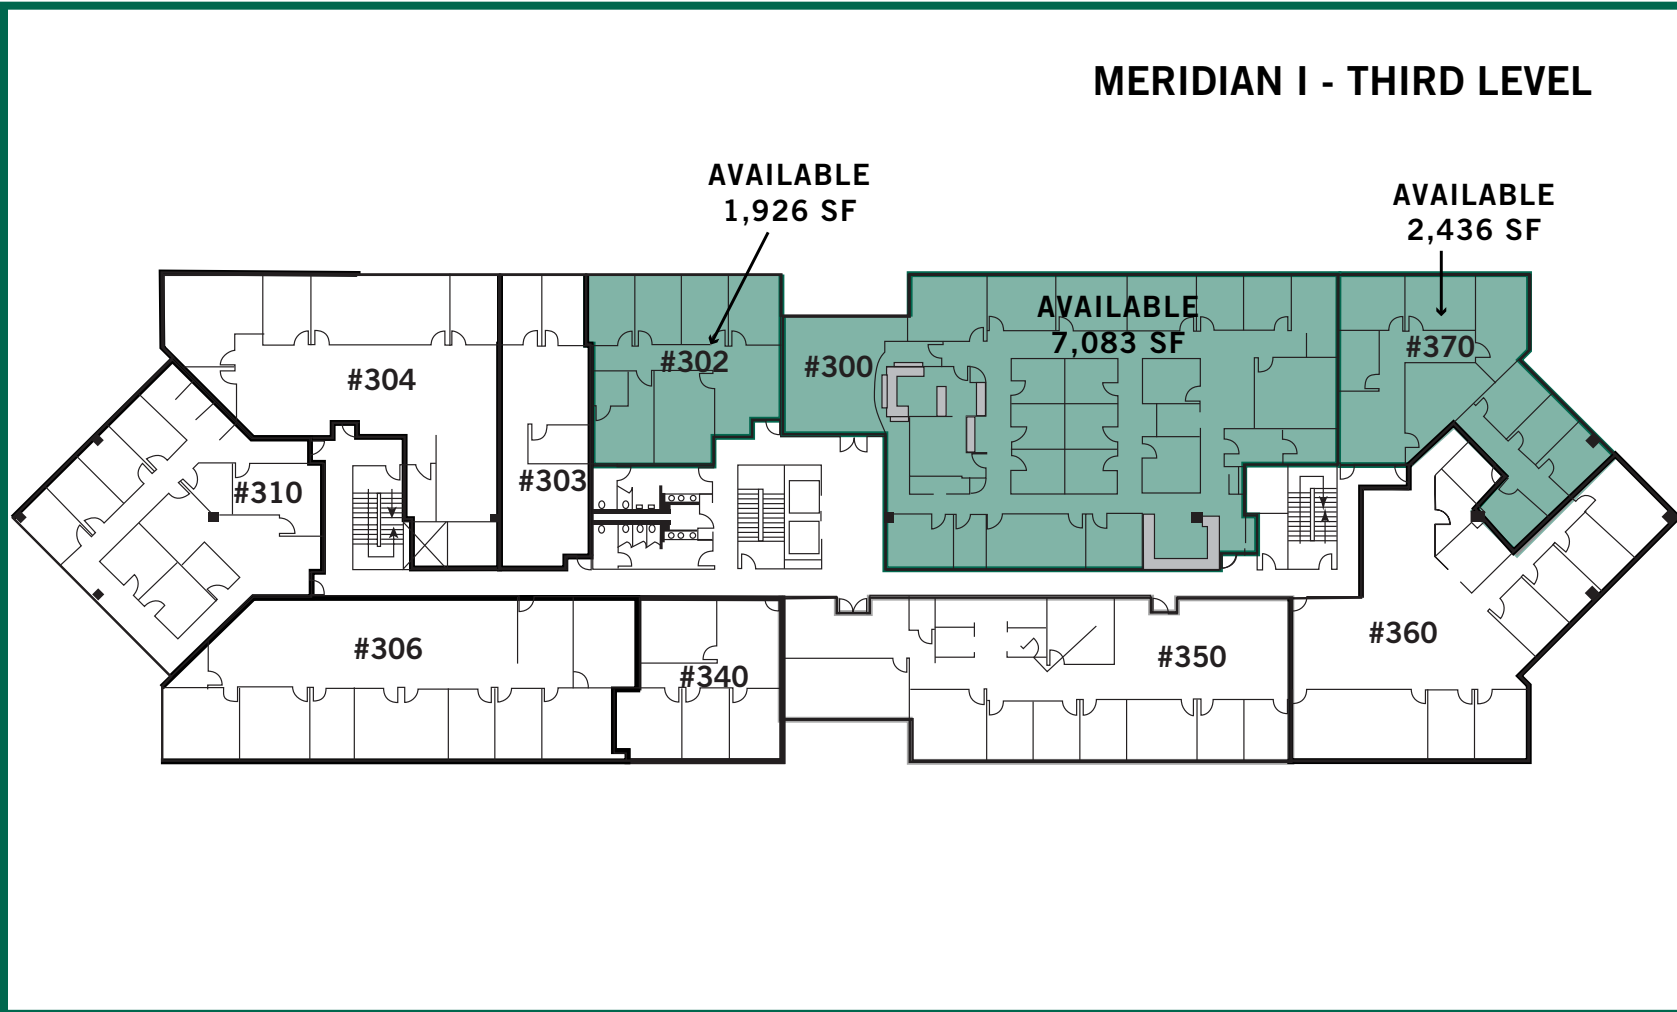 MERIDIAN I - THIRD LEVEL
AVAILABLE
1,926 SF
AVAILABLE
2,436 SF
AVAILABLE
7,083 SF
#370
#302
#300
#304
#303
#310
#360
#306
#350
#340